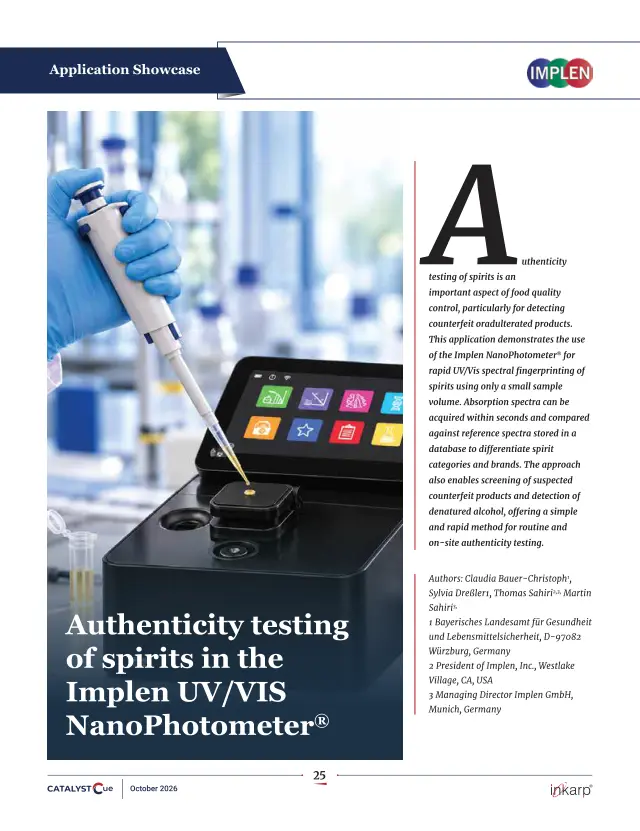 Application Showcase
IMPLEN
Authenticity testing
of spirits in the
Implen UV/VIS
NanoPhotometer®
Authenticity
testing of spirits is an
important aspect of food quality
control, particularly for detecting
counterfeit oradulterated products.
This application demonstrates the use
of the Implen NanoPhotometer® for
rapid UV/Vis spectral fingerprinting of
spirits using only a small sample
volume. Absorption spectra can be
acquired within seconds and compared
against reference spectra stored in a
database to differentiate spirit
categories and brands. The approach
also enables screening of suspected
counterfeit products and detection of
denatured alcohol, offering a simple
and rapid method for routine and
on-site authenticity testing.
Authors: Claudia Bauer-Christoph¹,
Sylvia Dreßler1, Thomas Sahiri²,³, Martin
Sahiri³,
1 Bayerisches Landesamt für Gesundheit
und Lebensmittelsicherheit, D-97082
Würzburg, Germany
2 President of Implen, Inc., Westlake
Village, CA, USA
3 Managing Director Implen GmbH,
Munich, Germany
25
CATALYST Cue
October 2026
inkarp®